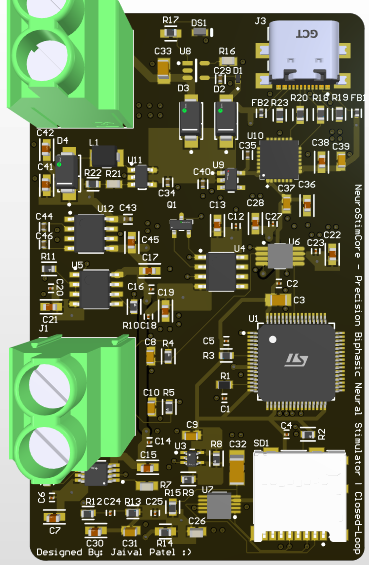 R17
DS1
J3
GCT
C33
U8
R16
C29
D1
D3
D2
FB2
R23
R20
R18
R19
FB1
C42
D4
L1
U11
U10
C35
C38
C39
C41
R22
R21
C40
U9
C34
C37
C36
Q1
C13
C12
C28
C27
U12
C43
C44
C46
C45
U4
U6
C23
C22
R11
U5
C17
C20
C19
C16
C2
C3
C21
R10
C18
J1
U1
C5
R3
C8
R4
R1
C1
C10
R5
C9
C4
R2
C14
U3
R8
C32
SD1
C15
R7
R9
R15
C6
C7
R12
C24
R13
C25
U7
C30
C31
R14
C26
NeuroStimCore - Precision Biphasic Neural Stimulator | Closed-Loop
Designed By: Jaival Patel :)